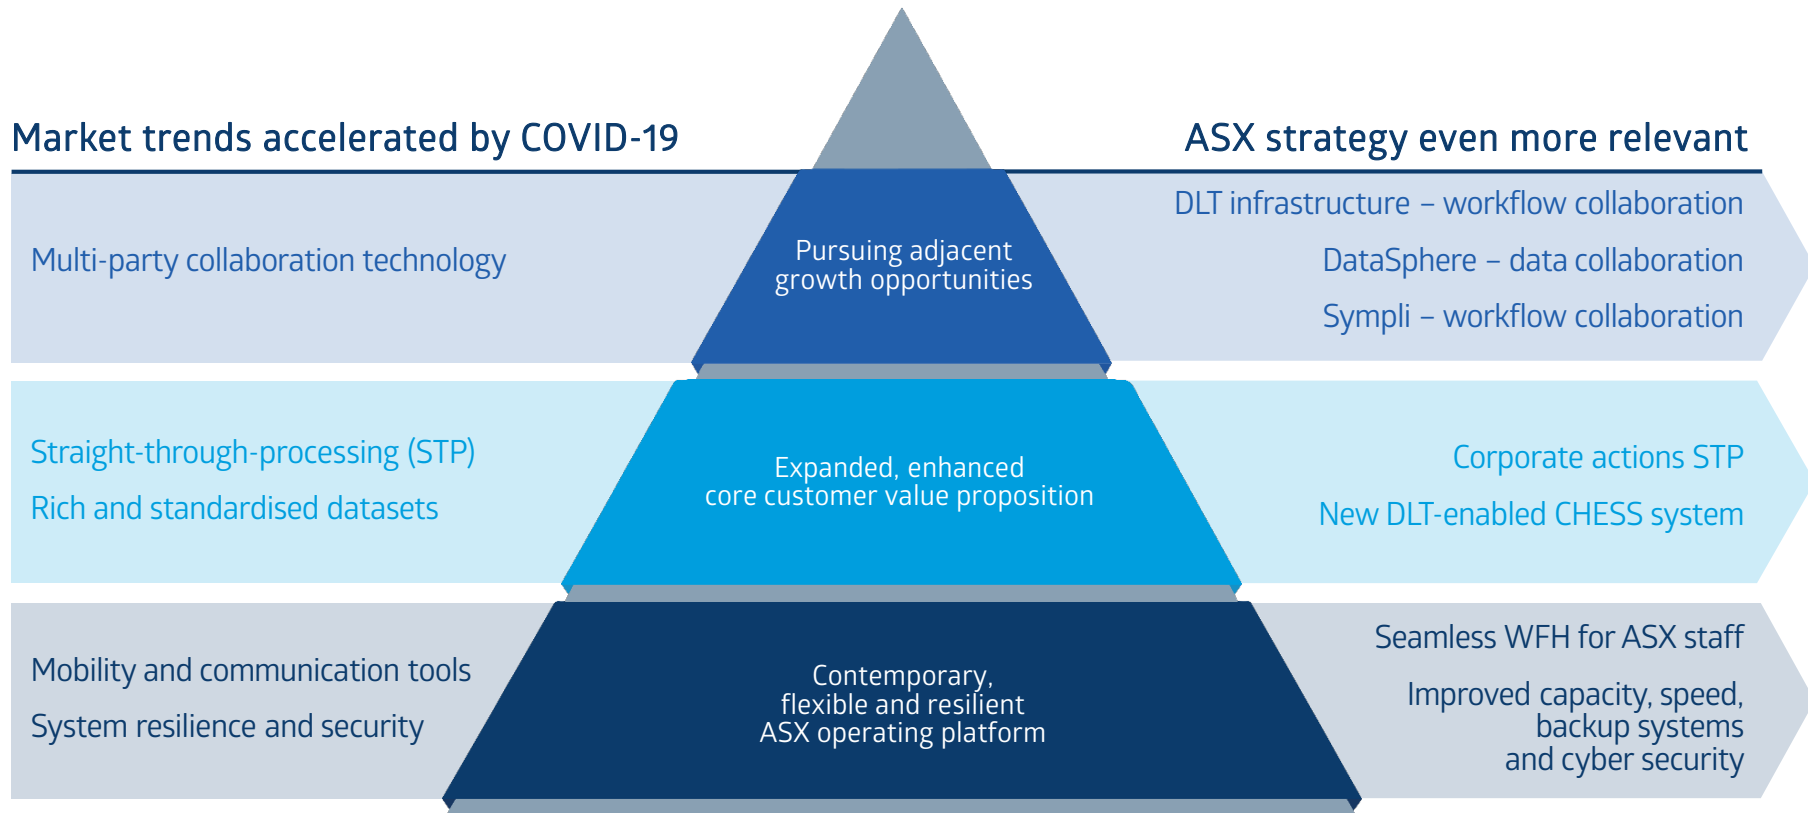 Market trends accelerated by COVID-19
ASX strategy even more relevant
Multi-party collaboration technology
Pursuing adjacent
growth opportunities
DLT infrastructure – workflow collaboration
DataSphere – data collaboration
Sympli – workflow collaboration
Straight-through-processing (STP)
Rich and standardised datasets
Expanded, enhanced
core customer value proposition
Corporate actions STP
New DLT-enabled CHESS system
Mobility and communication tools
System resilience and security
Contemporary,
flexible and resilient
ASX operating platform
Seamless WFH for ASX staff
Improved capacity, speed,
backup systems
and cyber security